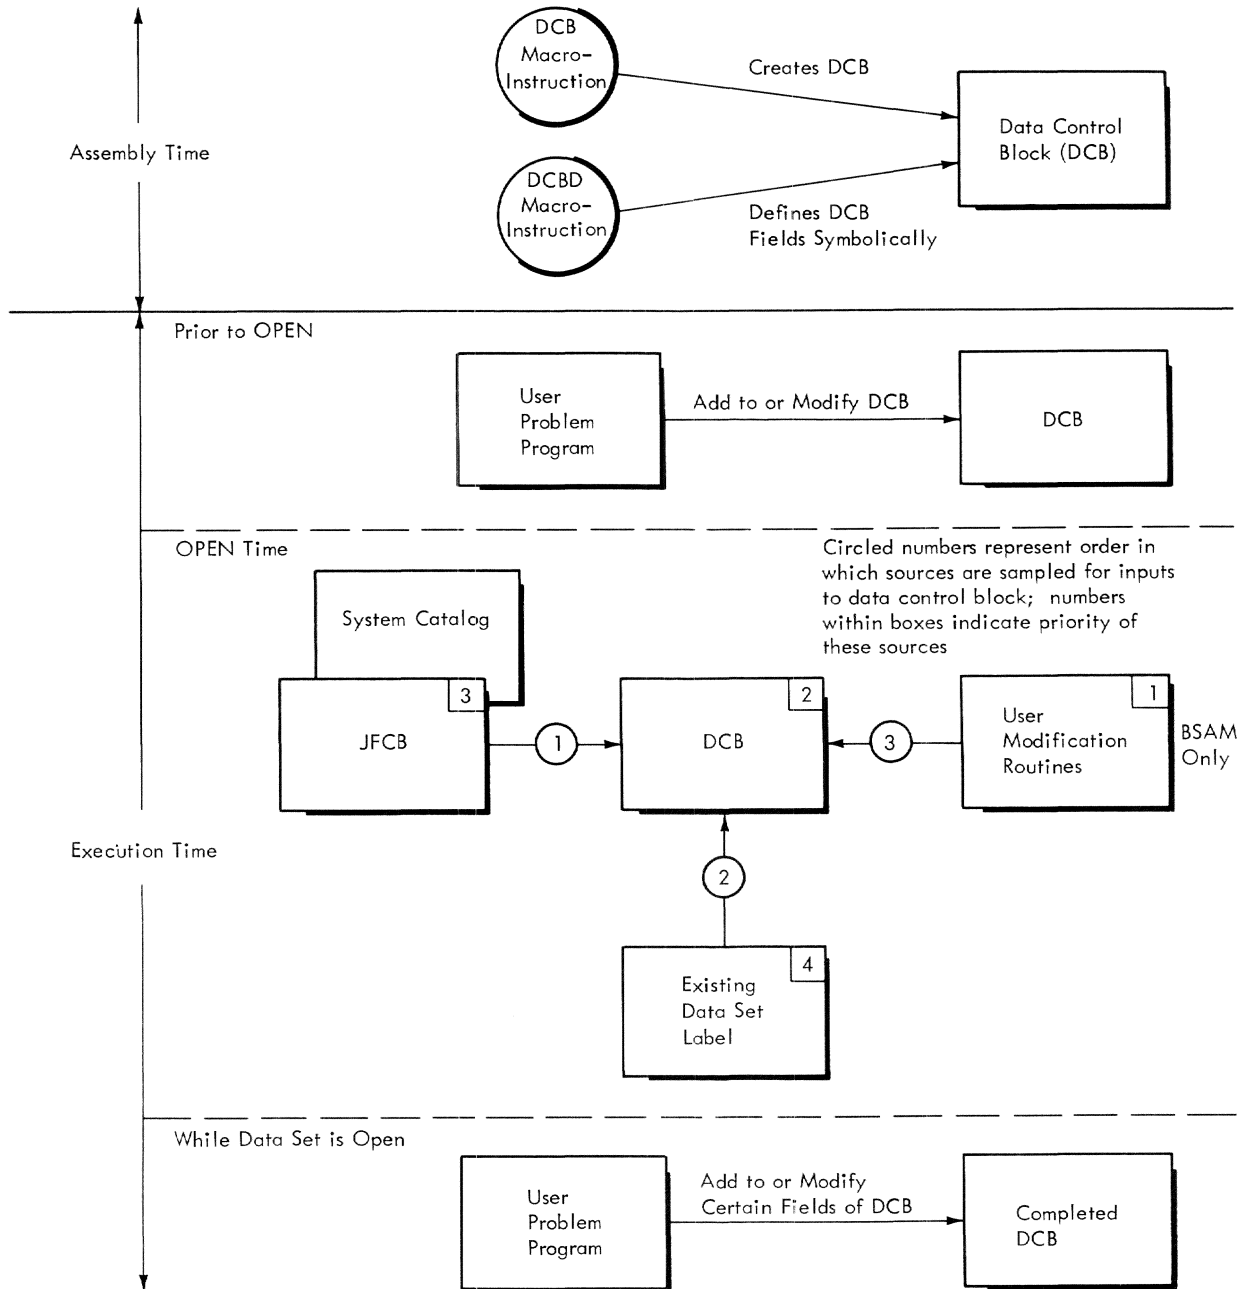 DCB
Macro-
Instruction
Creates DCB
Data Control
Block (DCB)
Assembly Time
DCBD
Macro-
Instruction
Defines DCB
Fields Symbolically
Prior to OPEN
User
Problem
Program
Add to or Modify DCB
DCB
OPEN Time
Circled numbers represent order in
which sources are sampled for inputs
to data control block; numbers
within boxes indicate priority of
these sources
System Catalog
3
JFCB
1
2
DCB
3
1
User
Modification
Routines
BSAM
Only
2
Execution Time
4
Existing
Data Set
Label
While Data Set is Open
User
Problem
Program
Add to or Modify
Certain Fields of DCB
Completed
DCB